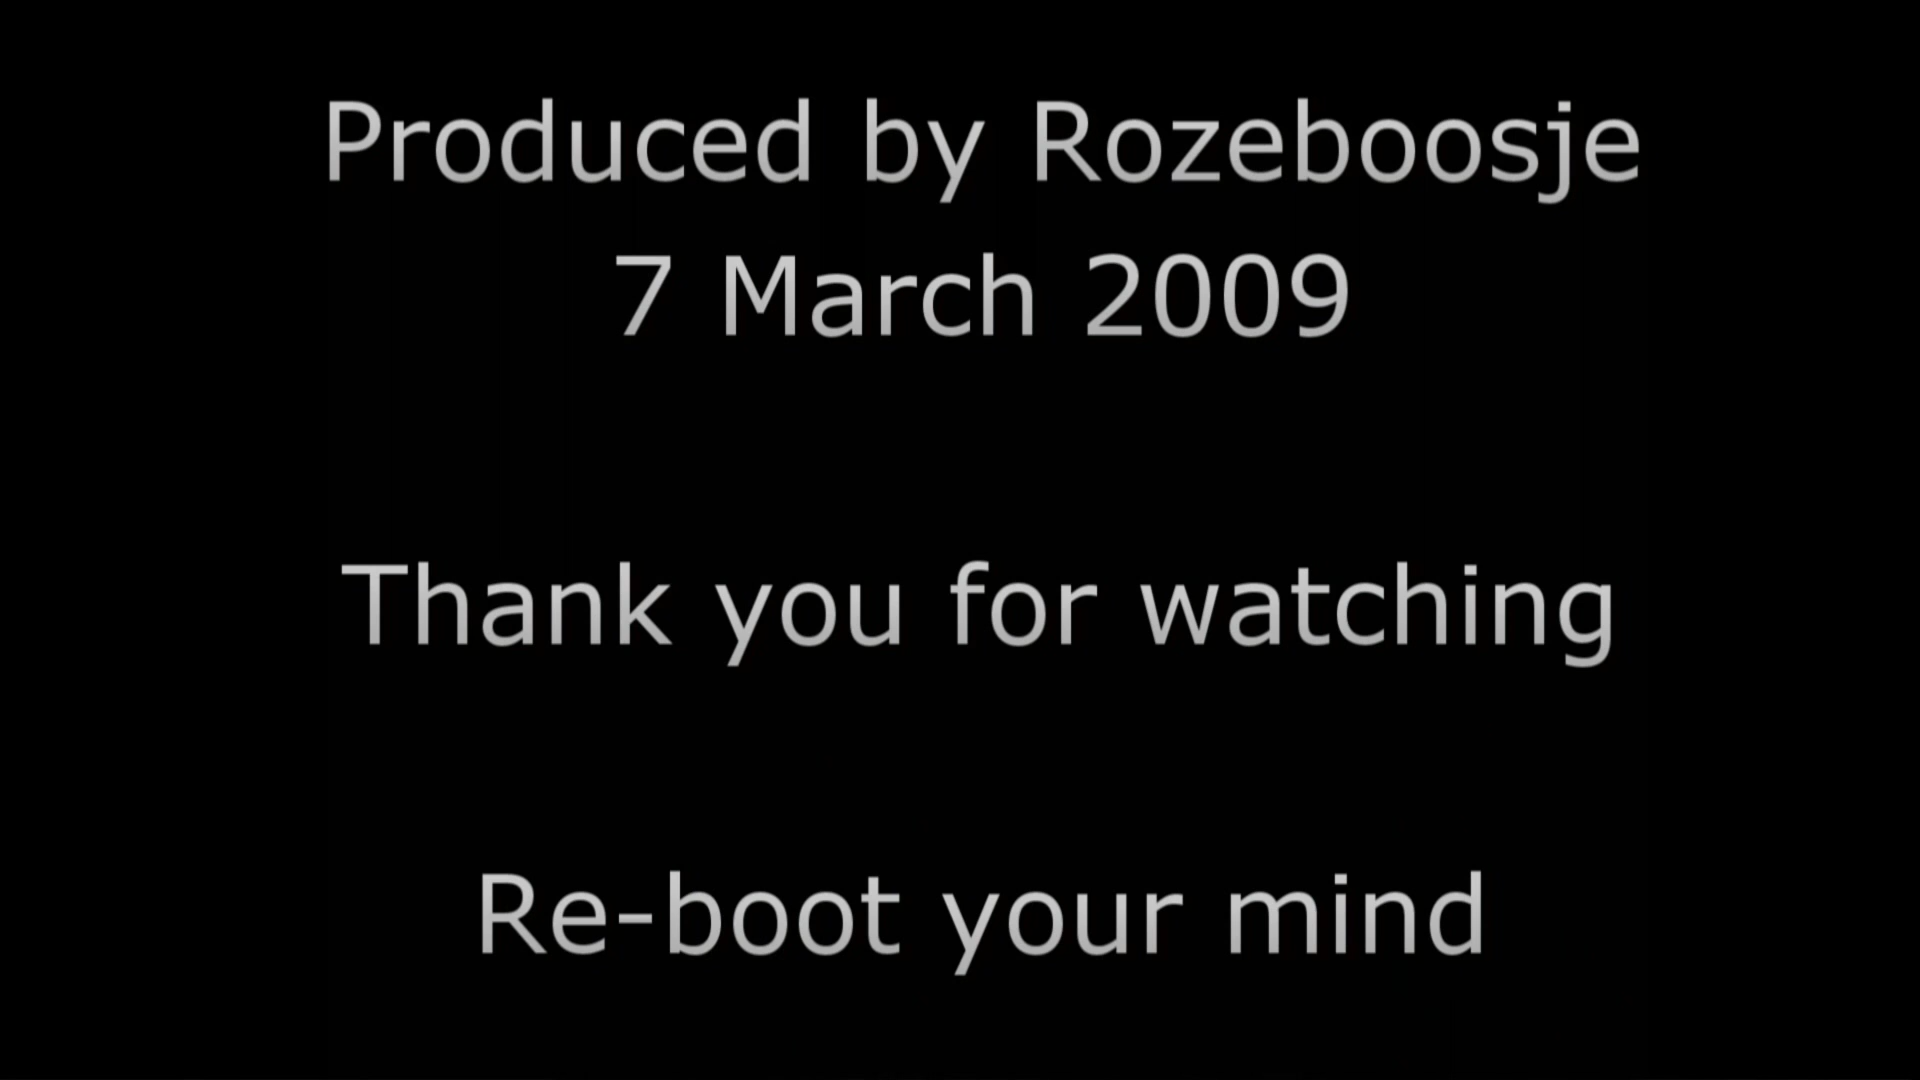 Produced by Rozeboosje
7 March 2009
Thank you for watching
Re-boot your mind